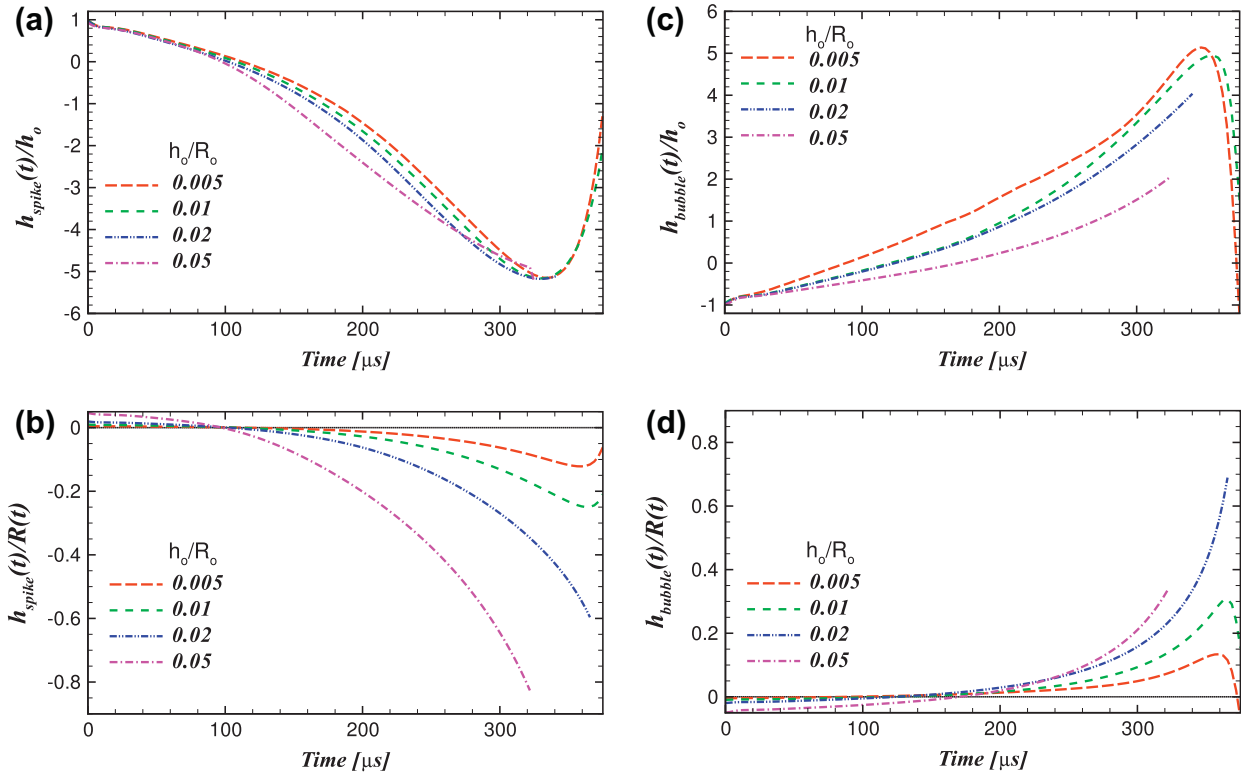 (a)
h_spike(t)/h_o
1
0
-1
-2
-3
-4
-5
-6
h_o/R_o
0.005
0.01
0.02
0.05
0 100 200 300
Time [μs]
(c)
h_bubble(t)/h_o
6
5
4
3
2
1
0
-1
h_o/R_o
0.005
0.01
0.02
0.05
0 100 200 300
Time [μs]
(b)
h_spike(t)/R(t)
0
-0.2
-0.4
-0.6
-0.8
h_o/R_o
0.005
0.01
0.02
0.05
0 100 200 300
Time [μs]
(d)
h_bubble(t)/R(t)
0.8
0.6
0.4
0.2
0
h_o/R_o
0.005
0.01
0.02
0.05
0 100 200 300
Time [μs]